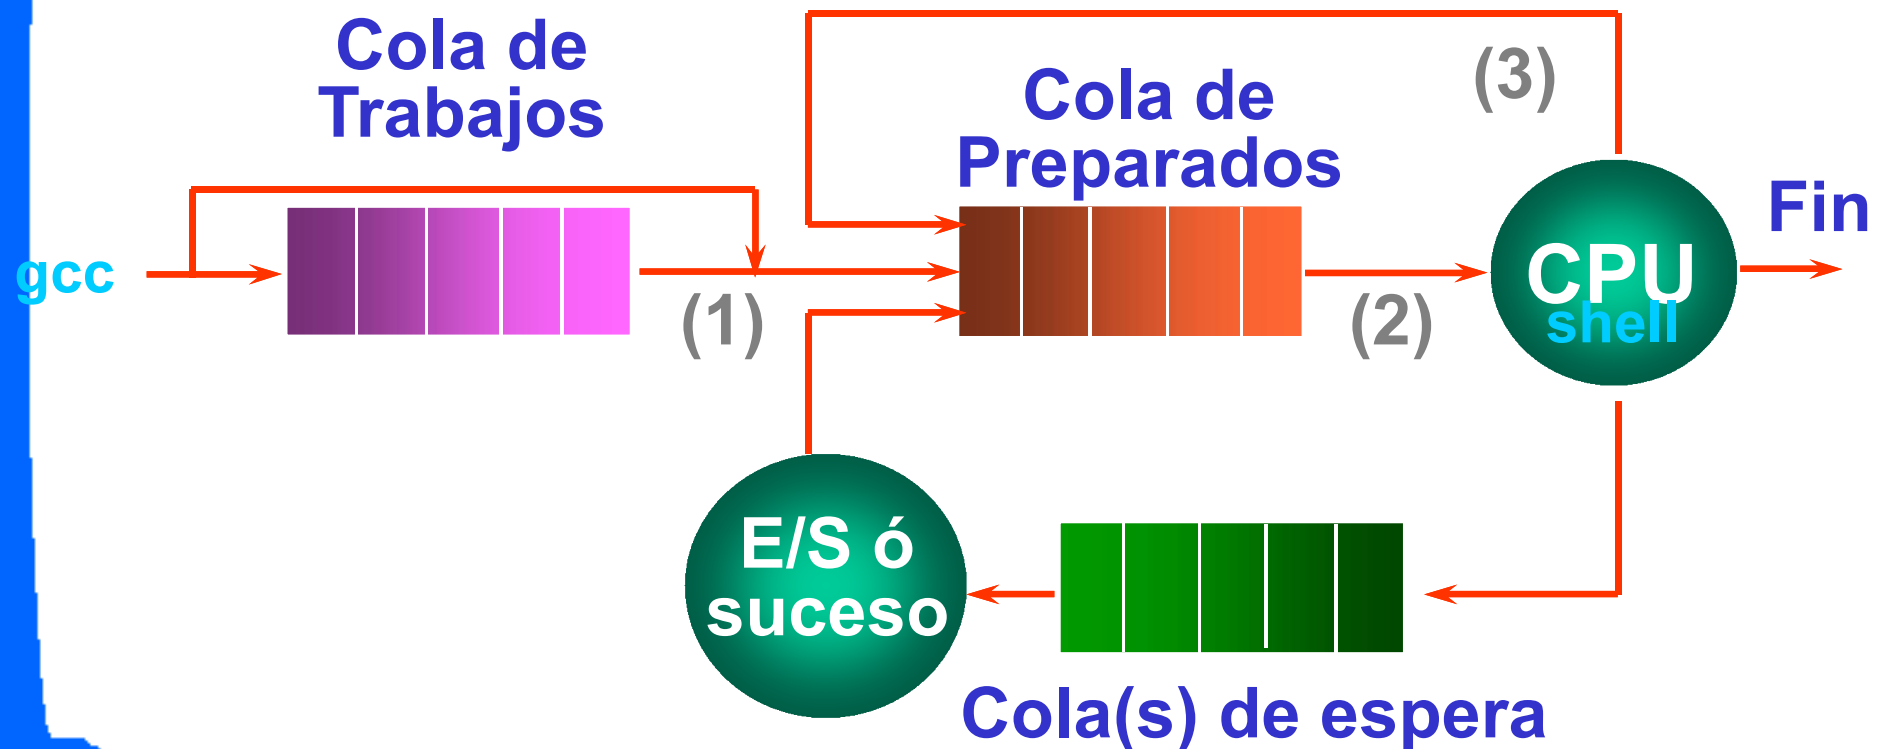 Cola de
Trabajos
(3)
Cola de
Preparados
Fin
gcc
CPU
shell
(1)
(2)
E/S ó
suceso
Cola(s) de espera